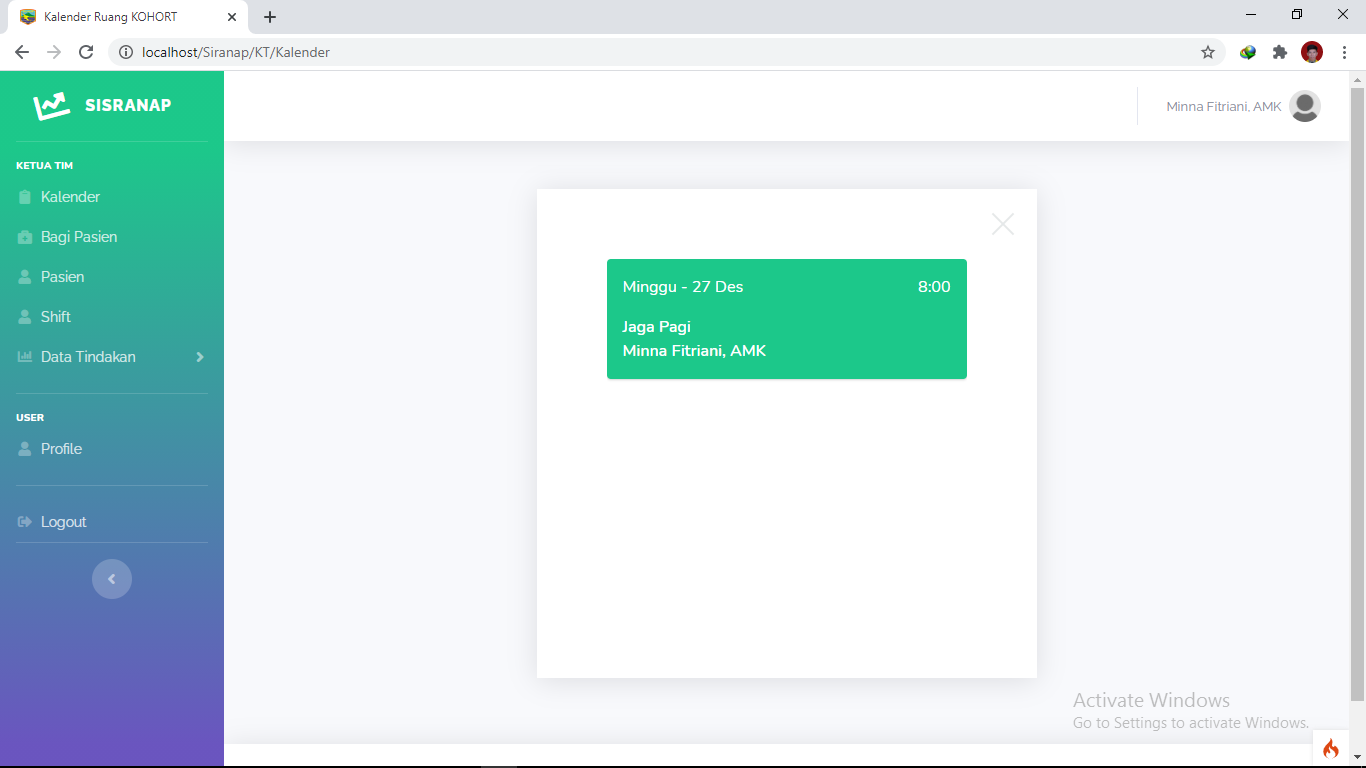 Kalender Ruang KOHORT
localhost/Siranap/KT/Kalender
SISRANAP
Minna Fitriani, AMK
KETUA TIM
Kalender
Bagi Pasien
Pasien
Shift
Data Tindakan
USER
Profile
Logout
Minggu - 27 Des 8:00
Jaga Pagi
Minna Fitriani, AMK
Activate Windows
Go to Settings to activate Windows.